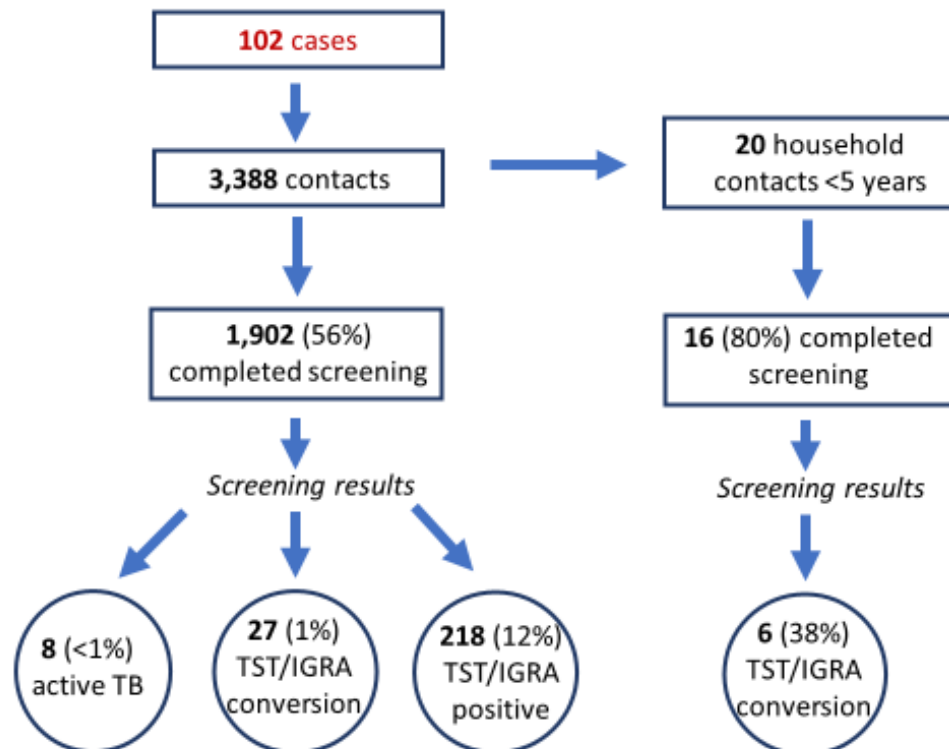 102 cases
3,388 contacts
20 household
contacts <5 years
1,902 (56%)
completed screening
16 (80%) completed
screening
Screening results
Screening results
8 (<1%)
active TB
27 (1%)
TST/IGRA
conversion
218 (12%)
TST/IGRA
positive
6 (38%)
TST/IGRA
conversion